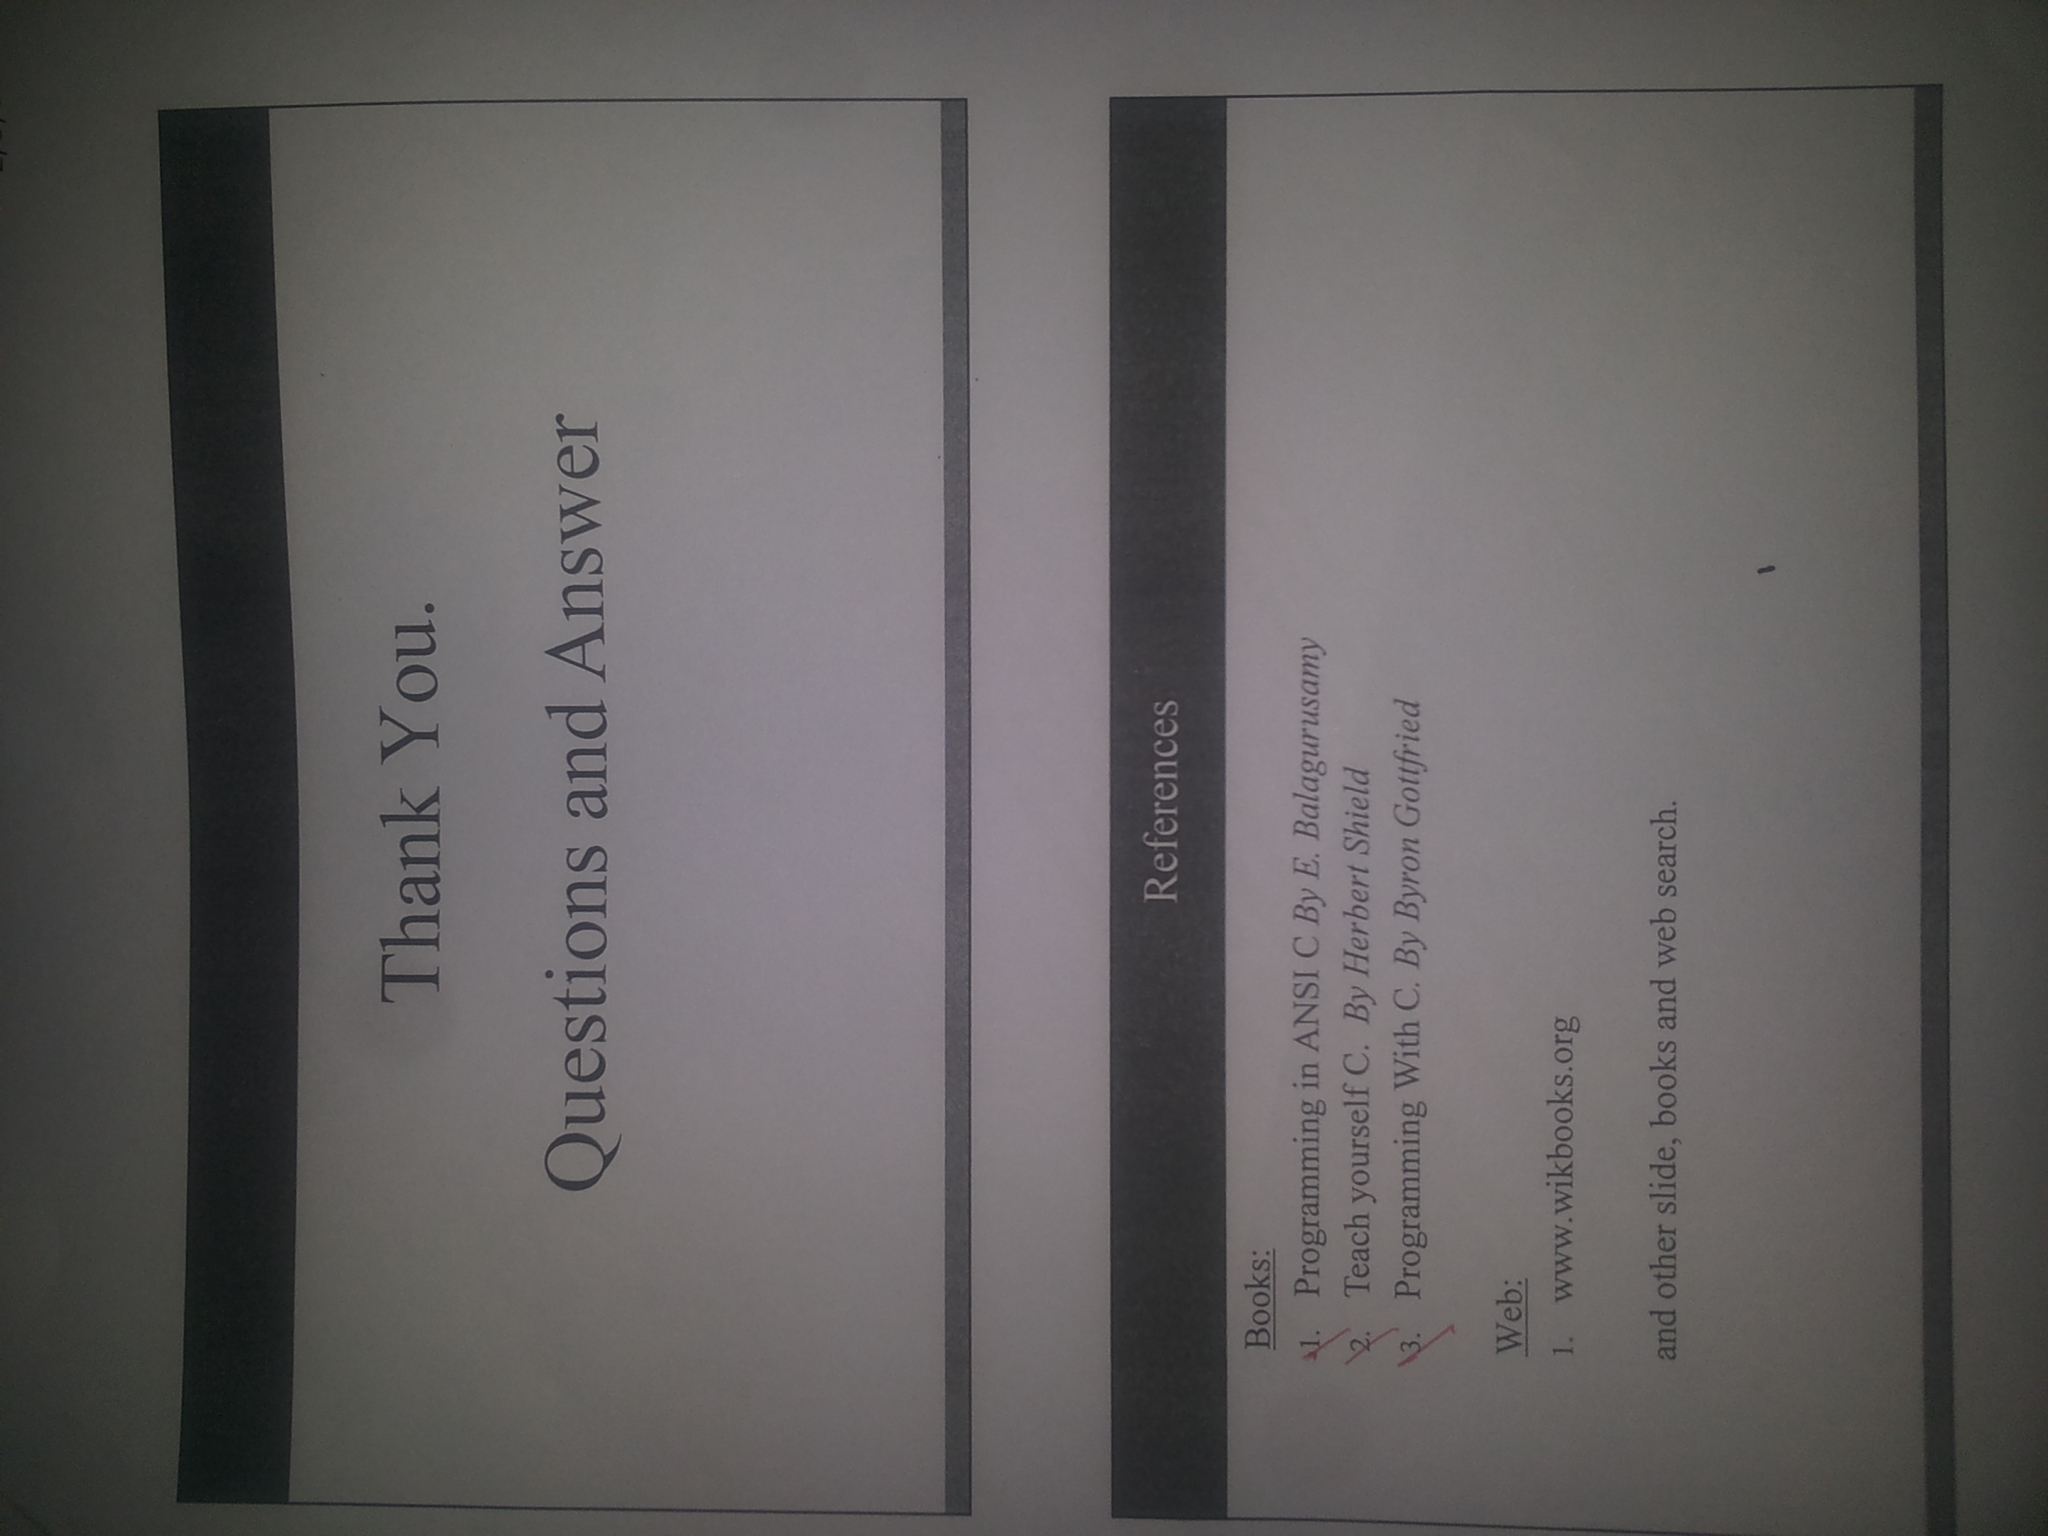 Thank You.
Questions and Answer
References
Books:
1. Programming in ANSI C By E. Balagurusamy
2. Teach yourself C. By Herbert Shield
3. Programming With C. By Byron Gottfried
Web:
1. www.wikbooks.org
and other slide, books and web search.